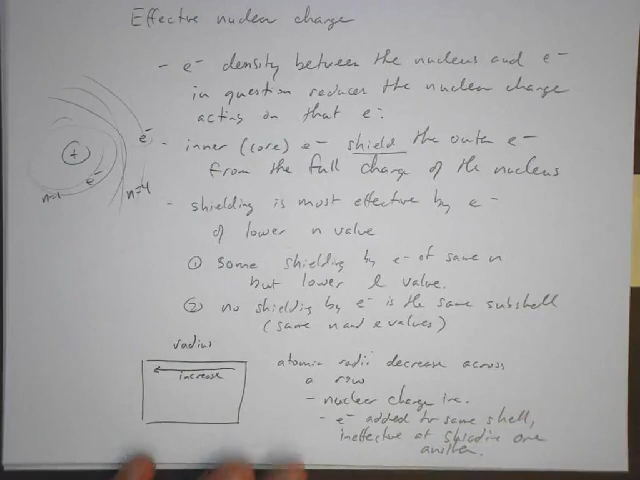 Effective nuclear charge
- e⁻ density between the nucleus and e⁻
in question reduces the nuclear charge
acting on that e⁻.
- inner (core) e⁻ shield the outer e⁻
from the full charge of the nucleus
- shielding is most effective by e⁻
of lower n value
① some shielding by e⁻ of same n
but lower l value.
② no shielding by e⁻ is the same subshell
(same n and l values)
+
e⁻
e⁻
n=1
n=4
radius
increase
atomic radii decrease across
a row
- nuclear charge inc.
- e⁻ added to same shell,
ineffective at one
another.